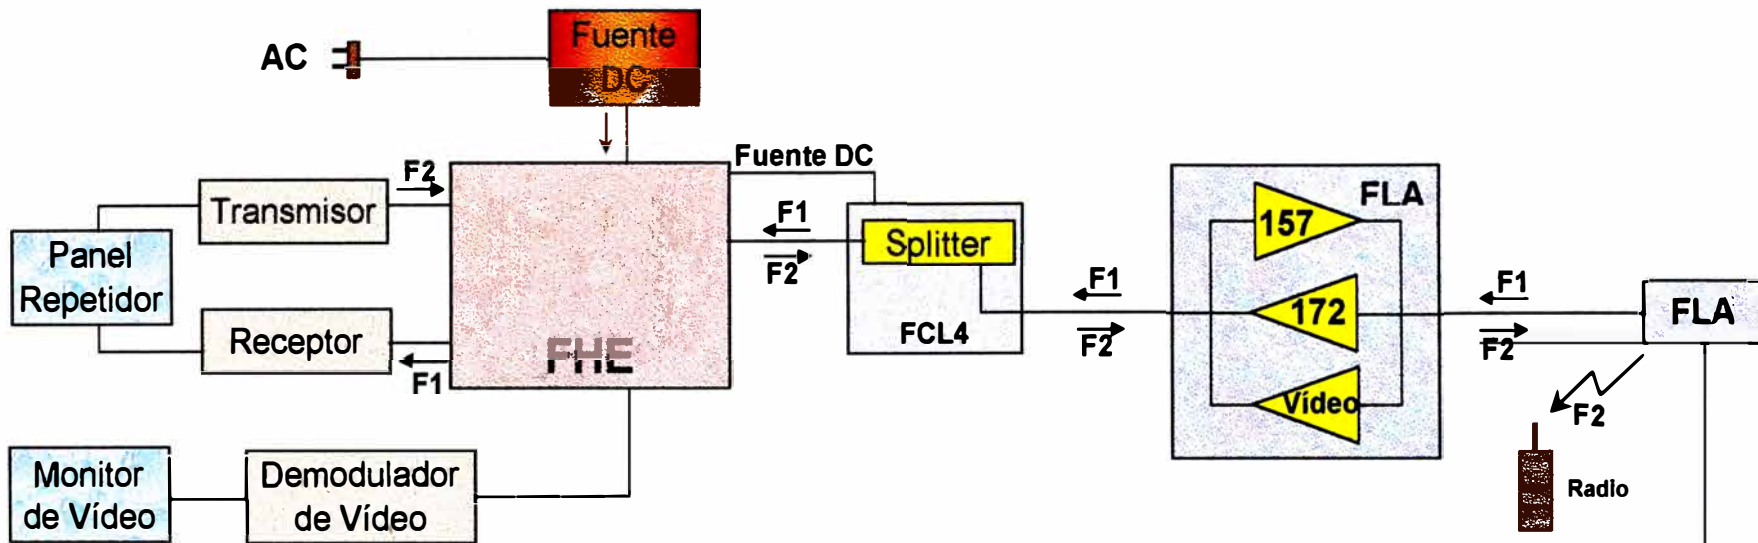 AC
Fuente
DC
F2
Fuente DC
Transmisor
Panel
Repetidor
Receptor
F1
FHE
F1
F2
Splitter
FCL4
F1
F2
FLA
157
172
Vídeo
F1
F2
FLA
F2
Radio
Monitor
de Vídeo
Demodulador
de Vídeo